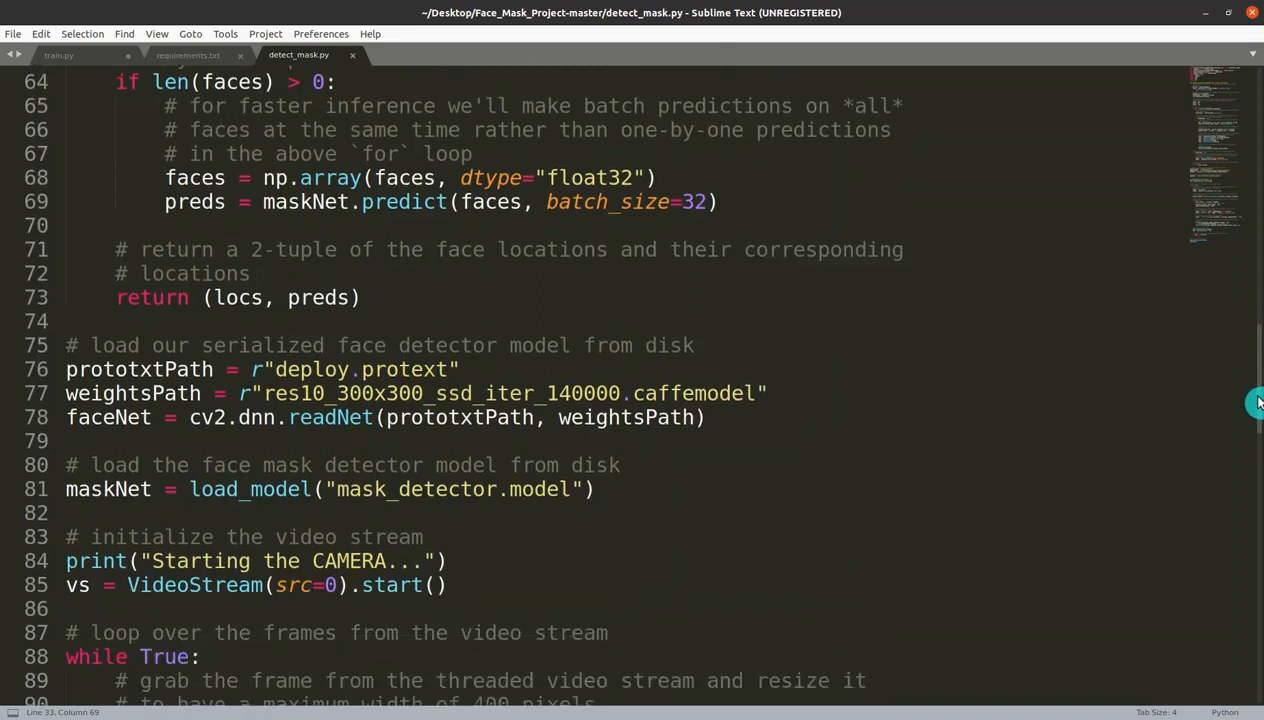 ~/Desktop/Face_Mask_Project-master/detect_mask.py - Sublime Text (UNREGISTERED)
File Edit Selection Find View Goto Tools Project Preferences Help
train.py requirements.txt detect_mask.py
64 if len(faces) > 0:
65 # for faster inference we'll make batch predictions on *all*
66 # faces at the same time rather than one-by-one predictions
67 # in the above `for` loop
68 faces = np.array(faces, dtype="float32")
69 preds = maskNet.predict(faces, batch_size=32)
70
71 # return a 2-tuple of the face locations and their corresponding
72 # locations
73 return (locs, preds)
74
75 # load our serialized face detector model from disk
76 prototxtPath = r"deploy.protext"
77 weightsPath = r"res10_300x300_ssd_iter_140000.caffemodel"
78 faceNet = cv2.dnn.readNet(prototxtPath, weightsPath)
79
80 # load the face mask detector model from disk
81 maskNet = load_model("mask_detector.model")
82
83 # initialize the video stream
84 print("Starting the CAMERA...")
85 vs = VideoStream(src=0).start()
86
87 # loop over the frames from the video stream
88 while True:
89 # grab the frame from the threaded video stream and resize it
90 # to have a maximum width of 400 pixels
Line 33, Column 69 Tab Size: 4 Python